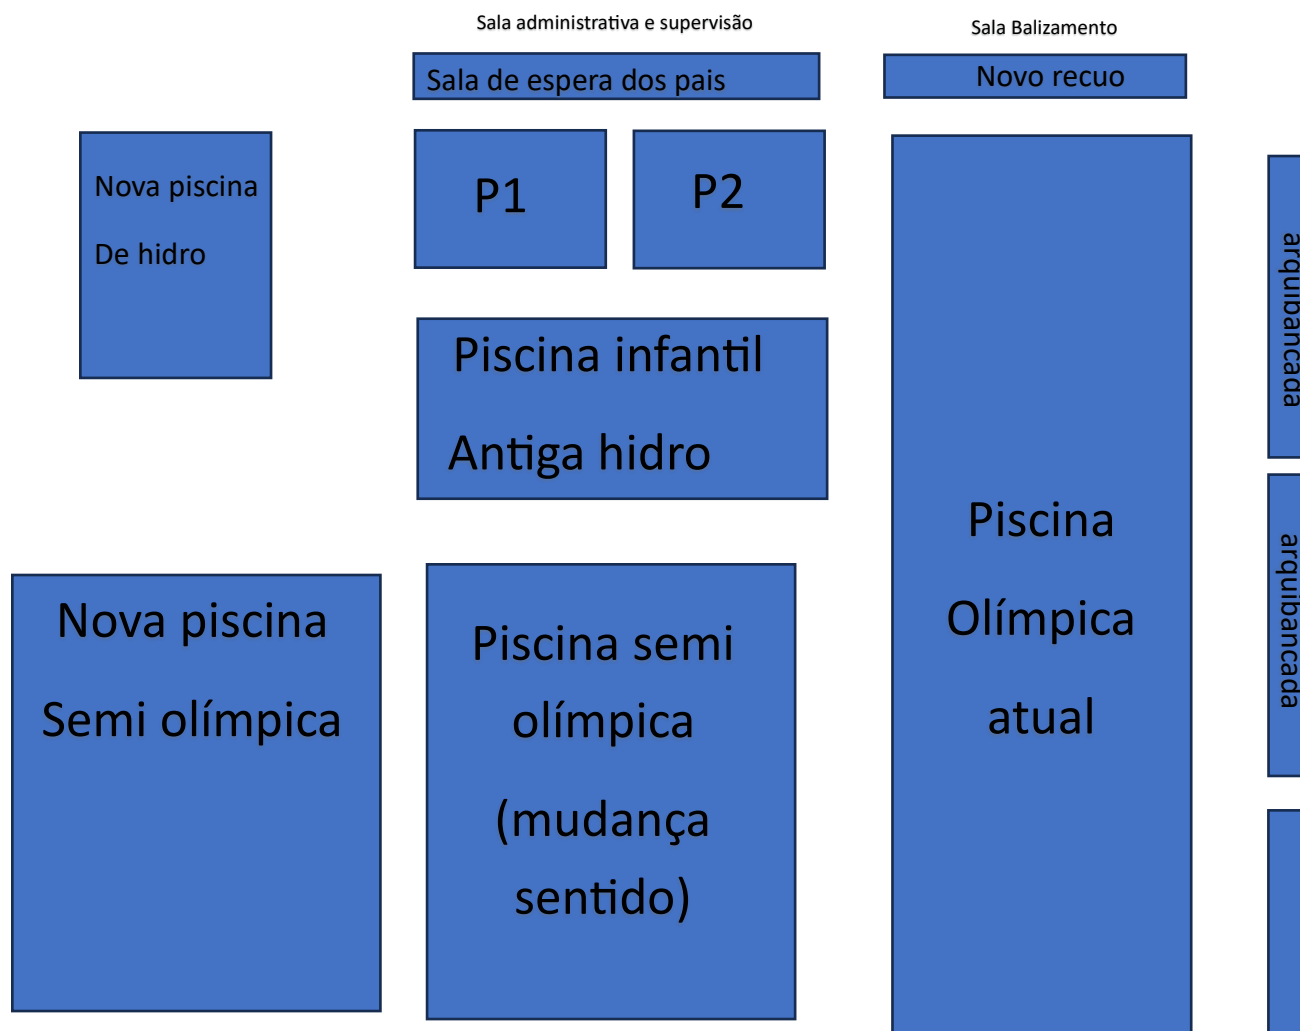 Sala administrativa e supervisão
Sala Balizamento
Sala de espera dos pais
Novo recuo
Nova piscina
De hidro
P1
P2
Piscina infantil
Antiga hidro
Nova piscina
Semi olímpica
Piscina semi
olímpica
(mudança
sentido)
Piscina
Olímpica
atual
arquibancada
arquibancada